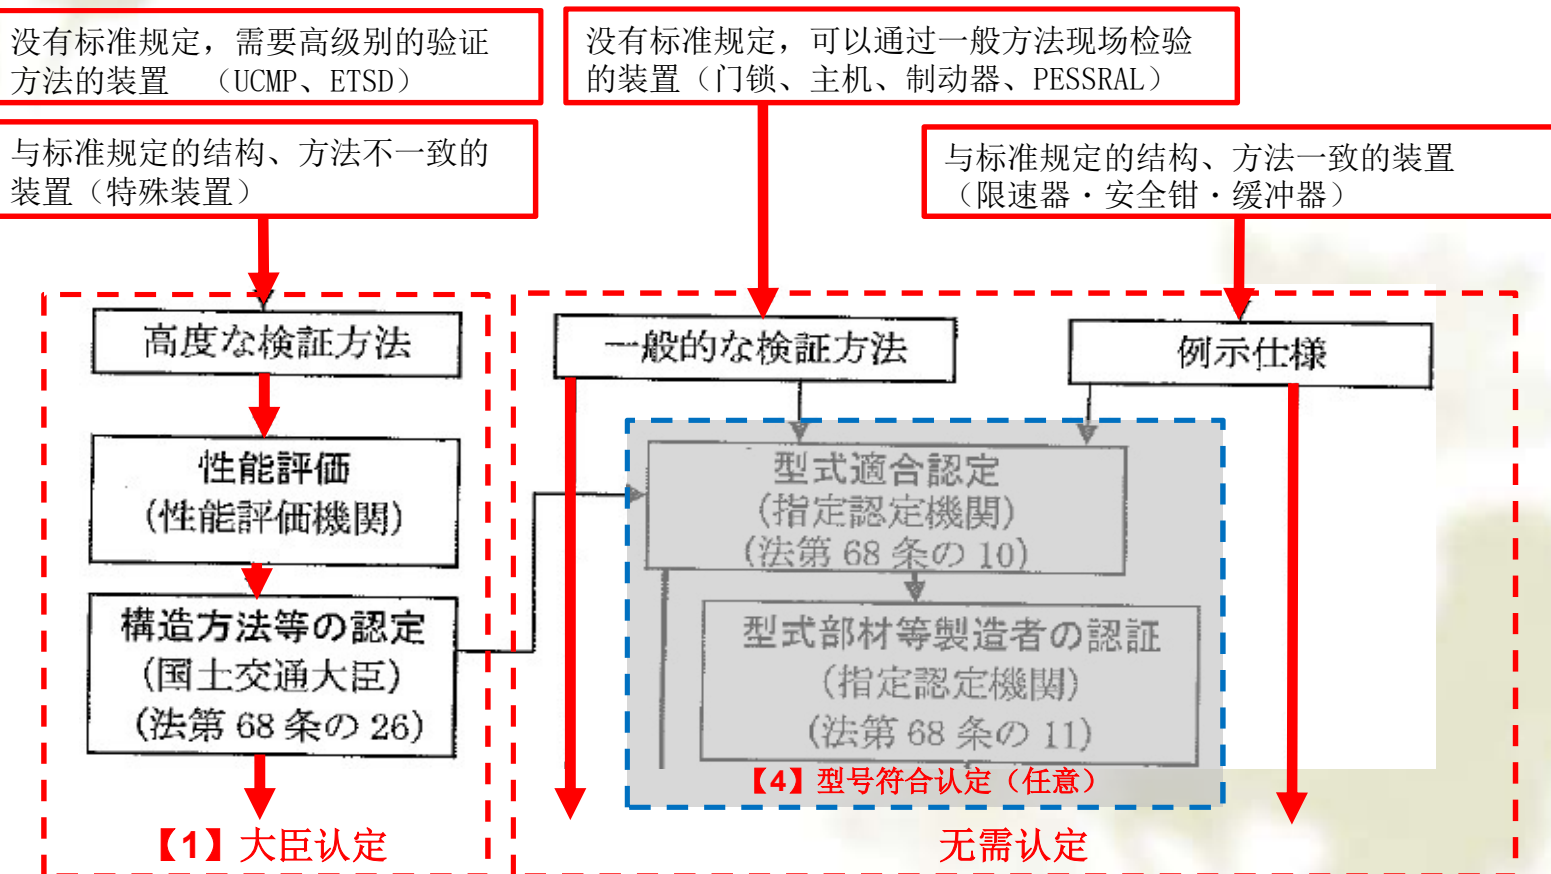 没有标准规定，需要高级别的验证
方法的装置　（UCMP、ETSD）
没有标准规定，可以通过一般方法现场检验
的装置（门锁、主机、制动器、PESSRAL）
与标准规定的结构、方法不一致的
装置（特殊装置）
与标准规定的结构、方法一致的装置
（限速器・安全钳・缓冲器）
高度な検証方法
一般的な検証方法
例示仕様
性能評価
(性能評価機関)
型式適合認定
(指定認定機関)
(法第 68 条の 10)
構造方法等の認定
(国土交通大臣)
(法第 68 条の 26)
型式部材等製造者の認証
(指定認定機関)
(法第 68 条の 11)
【4】型号符合认定（任意）
【1】大臣认定
无需认定